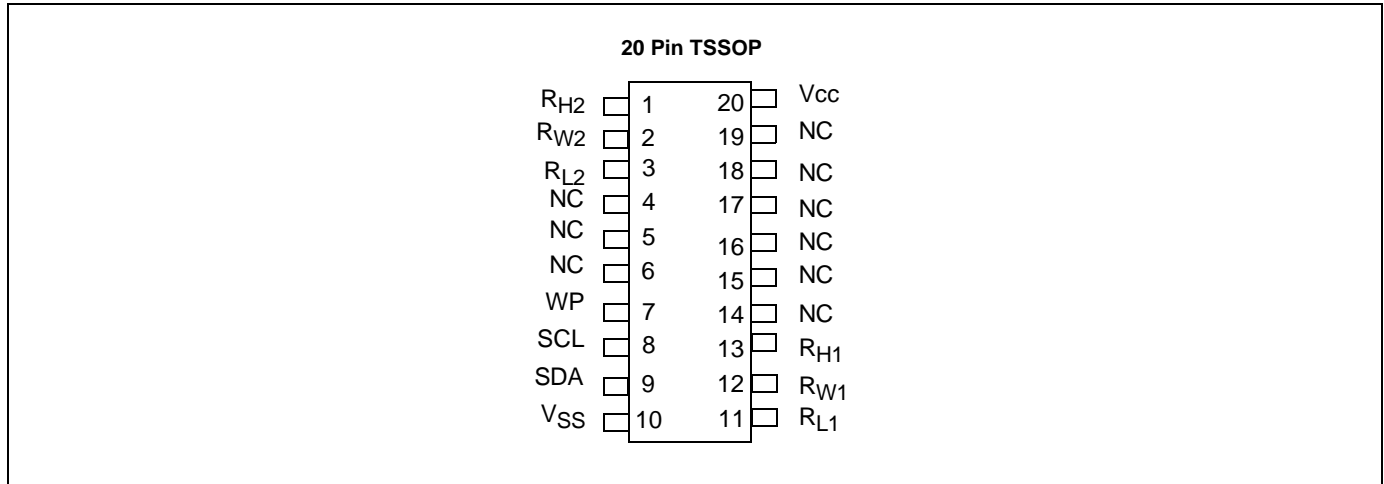 20 Pin TSSOP
RH2 1 20 Vcc
RW2 2 19 NC
RL2 3 18 NC
NC 4 17 NC
NC 5 16 NC
NC 6 15 NC
WP 7 14 NC
SCL 8 13 RH1
SDA 9 12 RW1
VSS 10 11 RL1